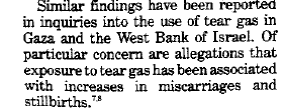 Similar findings have been reported
in inquiries into the use of tear gas in
Gaza and the West Bank of Israel. Of
particular concern are allegations that
exposure to tear gas has been associated
with increases in miscarriages and
stillbirths.7,8